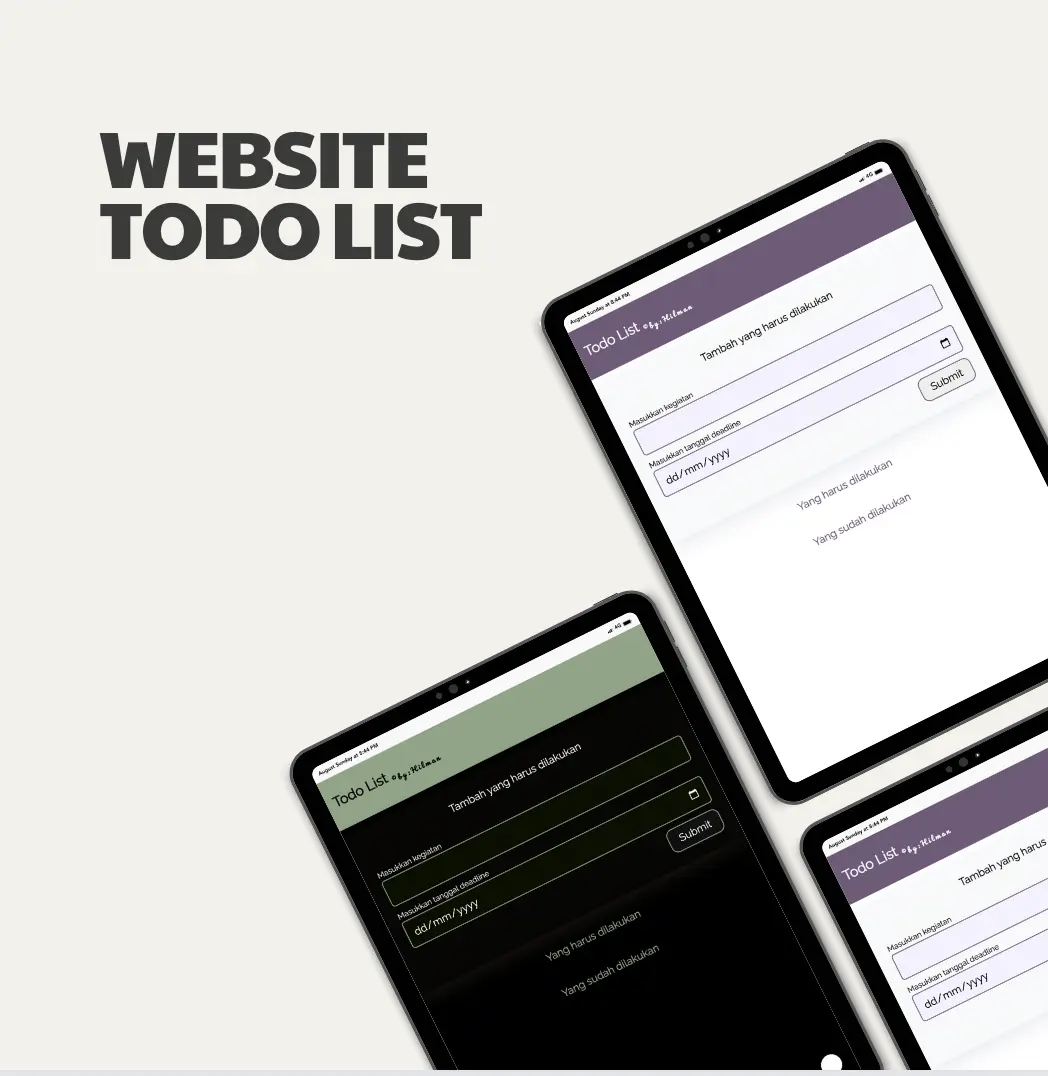 WEBSITE
TODO LIST
August Sunday at 8:44 PM
4G
Todo List ©by:Hilman
Tambah yang harus dilakukan
Masukkan kegiatan
Masukkan tanggal deadline
dd/mm/yyyy
Submit
Yang harus dilakukan
Yang sudah dilakukan
August Sunday at 8:44 PM
4G
Todo List ©by:Hilman
Tambah yang harus dilakukan
Masukkan kegiatan
Masukkan tanggal deadline
dd/mm/yyyy
Submit
Yang harus dilakukan
Yang sudah dilakukan
August Sunday at 8:44 PM
Todo List ©by:Hilman
Tambah yang harus
Masukkan kegiatan
Masukkan tanggal deadline
dd/mm/yyyy